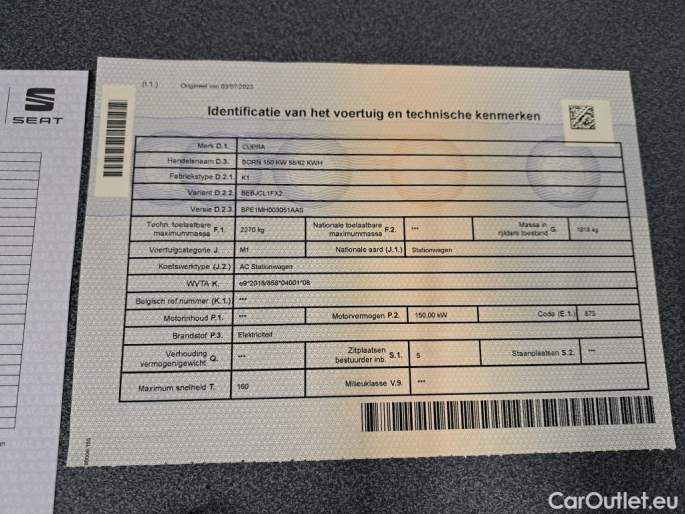 (I.1.) Origineel van 03/07/2023
SEAT
Identificatie van het voertuig en technische kenmerken
Merk D.1. CUPRA
Handelsnaam D.3. BORN 150 KW 58/62 KWH
Fabriekstype D.2.1. K1
Variant D.2.2. BEBJCL1FX2
Versie D.2.3. BPE1MH003051AAS
Techn. toelaatbare maximummassa F.1. 2270 kg Nationale toelaatbare maximummassa F.2. *** Massa in rijklare toestand G. 1818 kg
Voertuigcategorie J. M1 Nationale aard (J.1.) Stationwagen
Koetswerktype (J.2.) AC Stationwagen
WVTA K. e9*2018/858*04001*08
Belgisch ref.nummer (K.1.) ***
Motorinhoud P.1. *** Motorvermogen P.2. 150,00 kW Code (E.1.) 873
Brandstof P.3. Elektriciteit
Verhouding vermogen/gewicht Q. *** Zitplaatsen bestuurder inb. S.1. 5 Staanplaatsen S.2. ***
Maximum snelheid T. 160 Milieuklasse V.9. ***
CarOutlet.eu